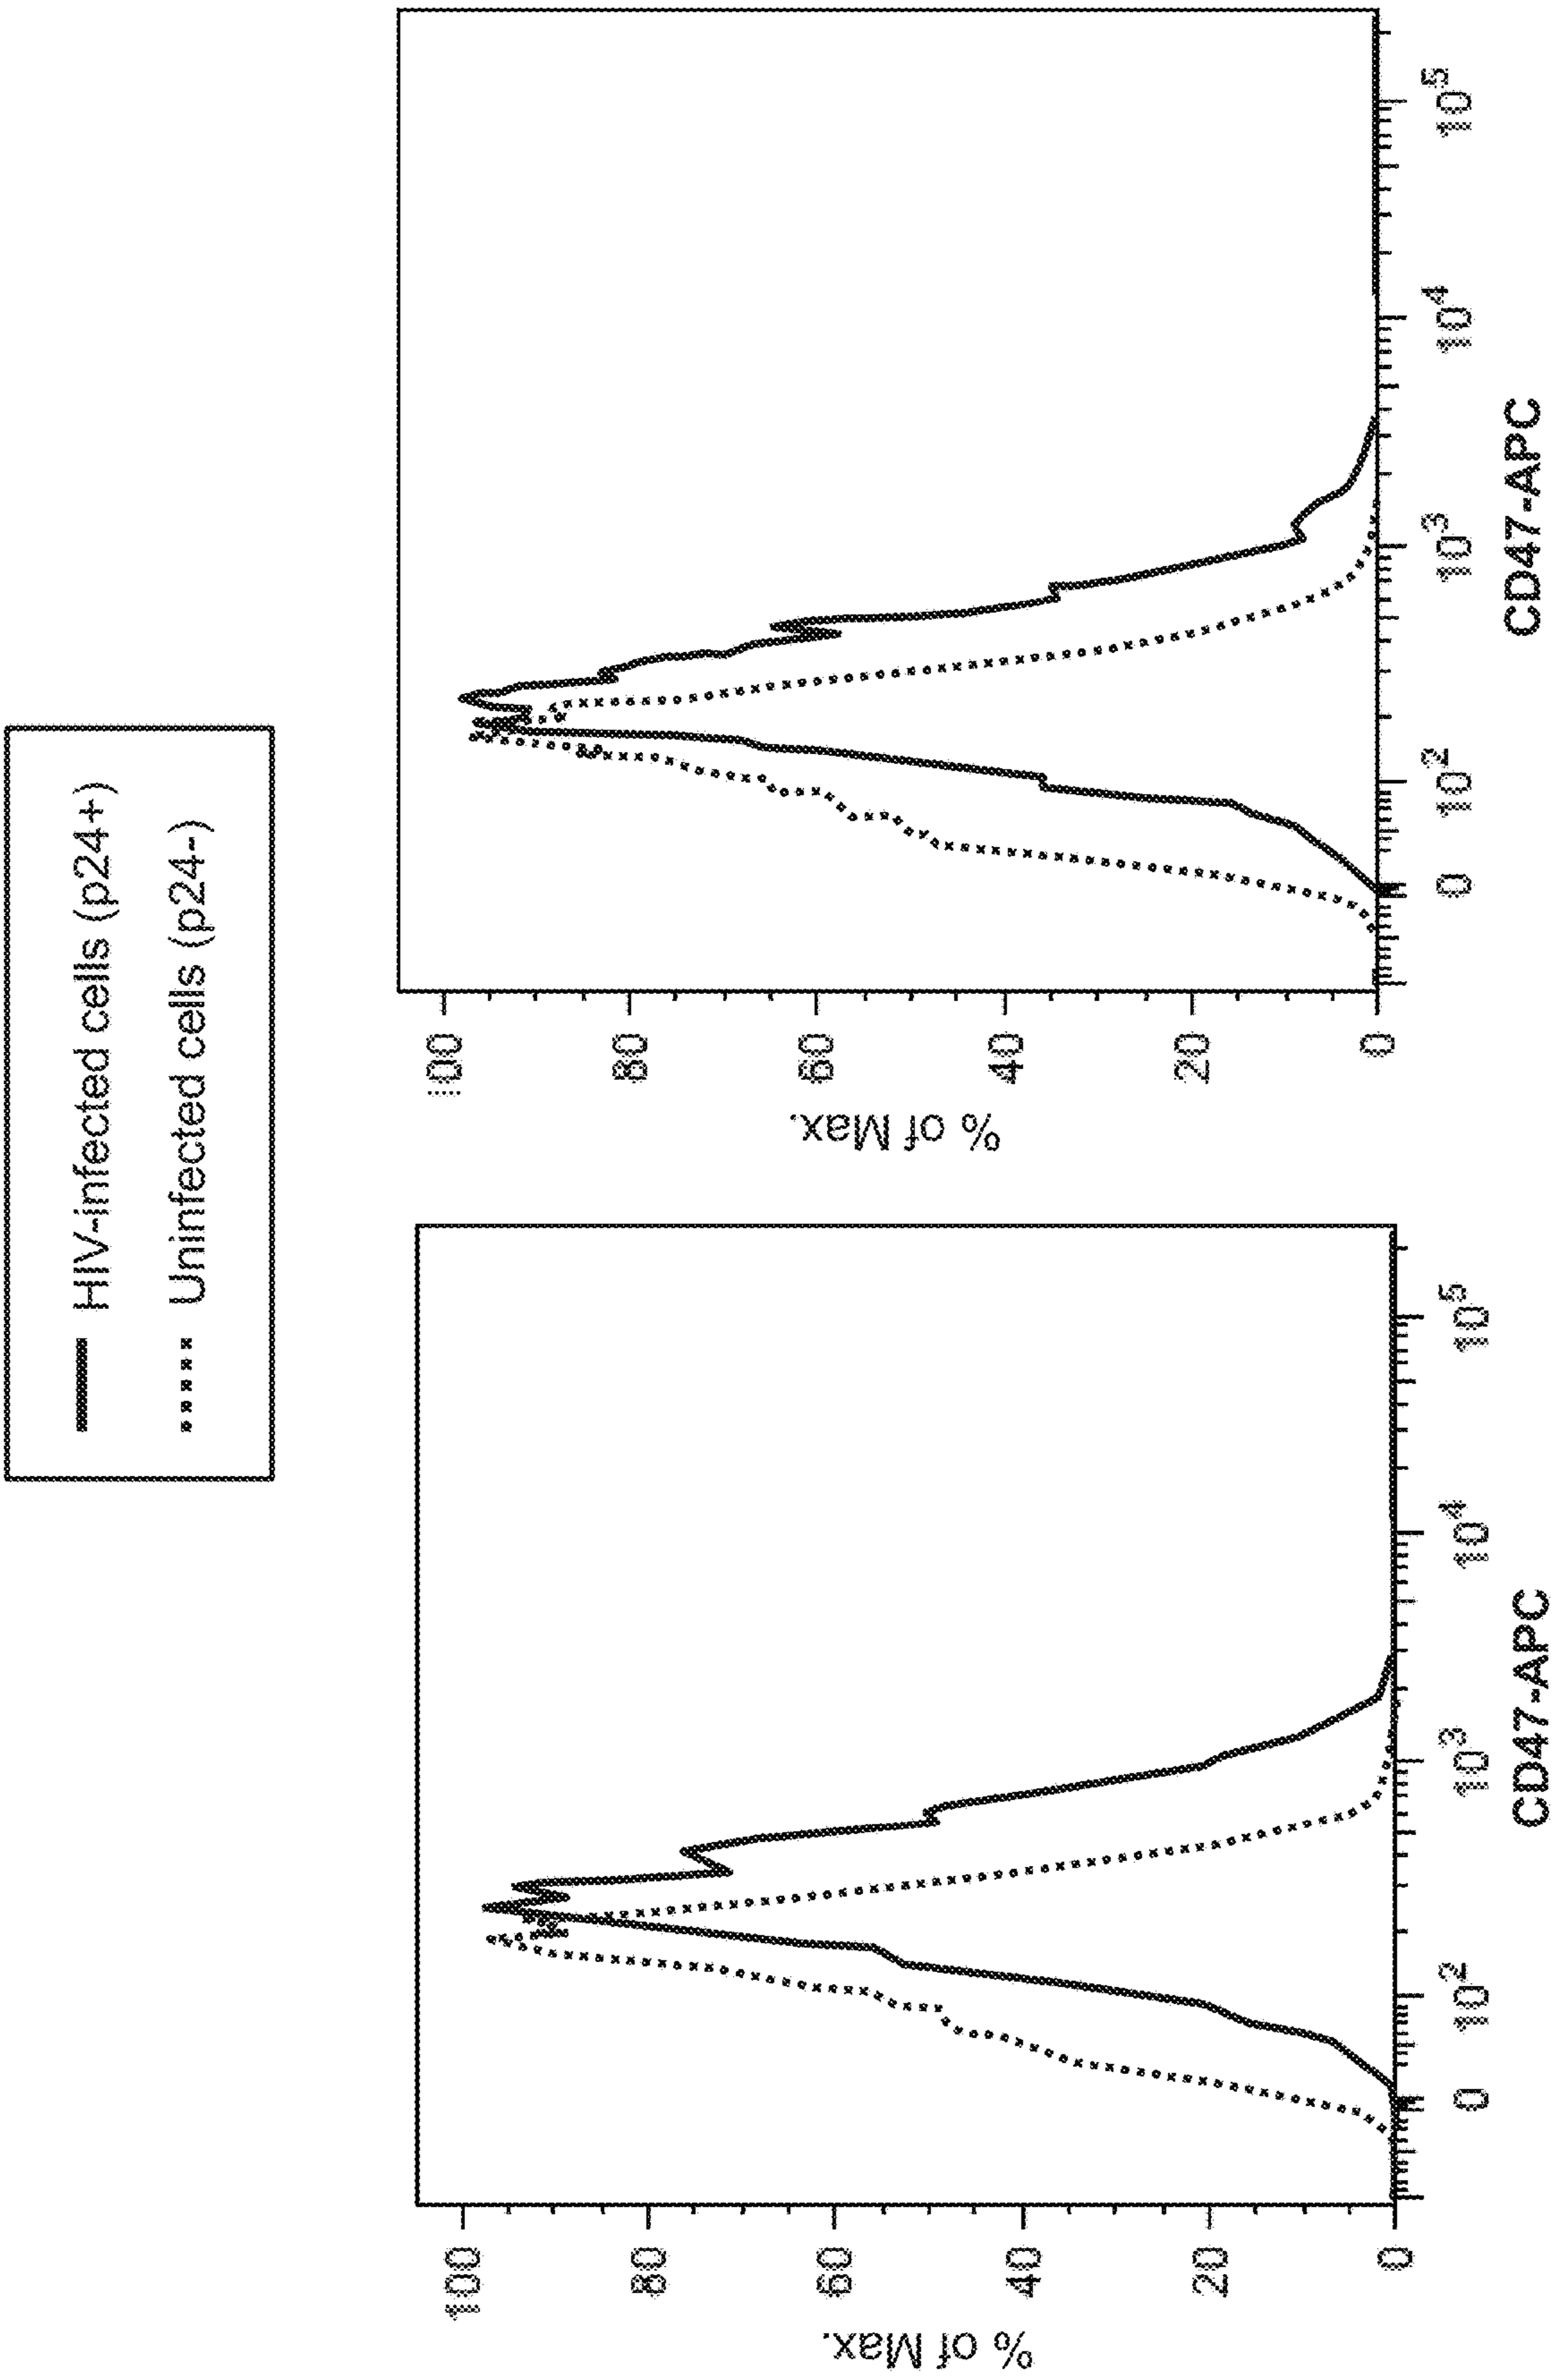 HIV-infected cells (p24+)
Uninfected cells (p24-)
% of Max.
100
80
60
40
20
0
0 10² 10³ 10⁴ 10⁵
CD47-APC
% of Max.
100
80
60
40
20
0
0 10² 10³ 10⁴ 10⁵
CD47-APC